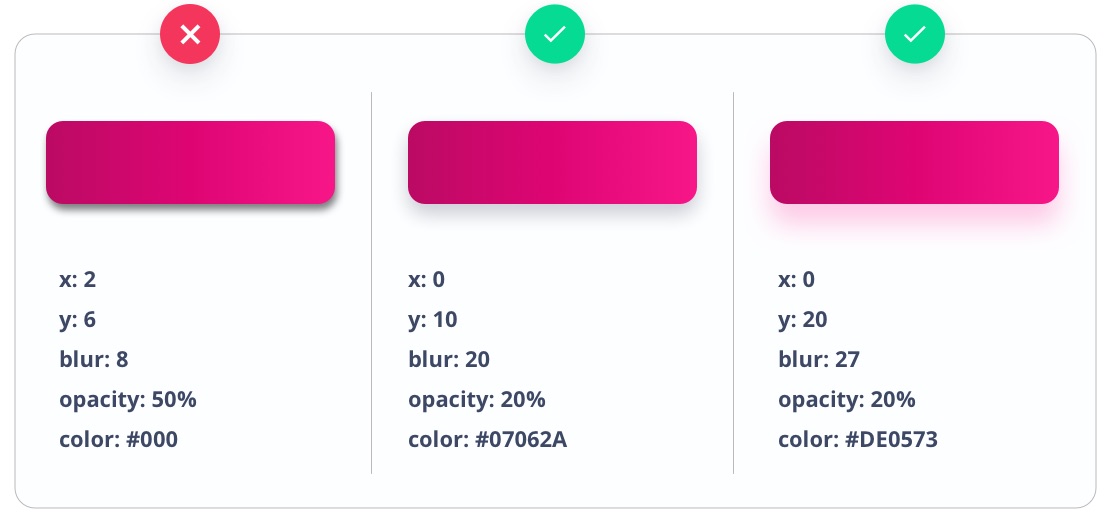 x: 2
y: 6
blur: 8
opacity: 50%
color: #000
x: 0
y: 10
blur: 20
opacity: 20%
color: #07062A
x: 0
y: 20
blur: 27
opacity: 20%
color: #DE0573